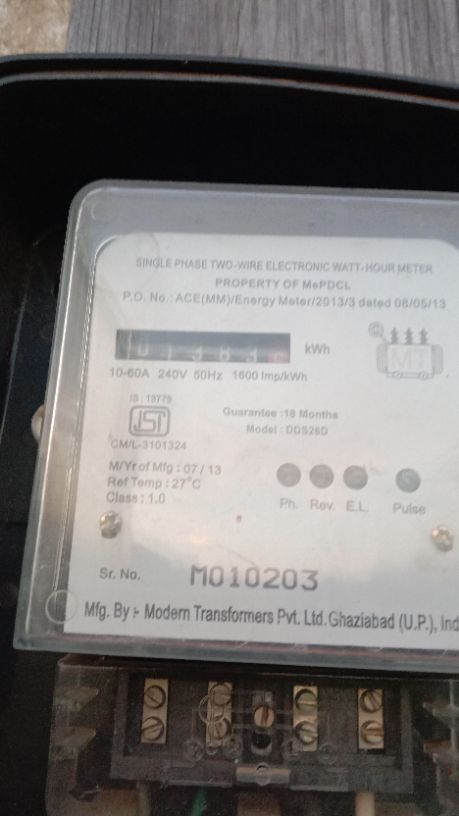 SINGLE PHASE TWO-WIRE ELECTRONIC WATT-HOUR METER
PROPERTY OF MePDCL
P.O. No.: ACE(MM)/Energy Meter/2013/3 dated 08/05/13
kWh
MT
10-60A 240V 50Hz 1600 Imp/kWh
IS : 13779
ISI
CM/L-3101324
Guarantee :18 Months
Model : DDS26D
M/Yr of Mfg : 07 / 13
Ref Temp : 27°C
Class : 1.0
Ph. Rev. E.L. Pulse
Sr. No. M010203
Mfg. By :- Modern Transformers Pvt. Ltd. Ghaziabad (U.P.), Ind